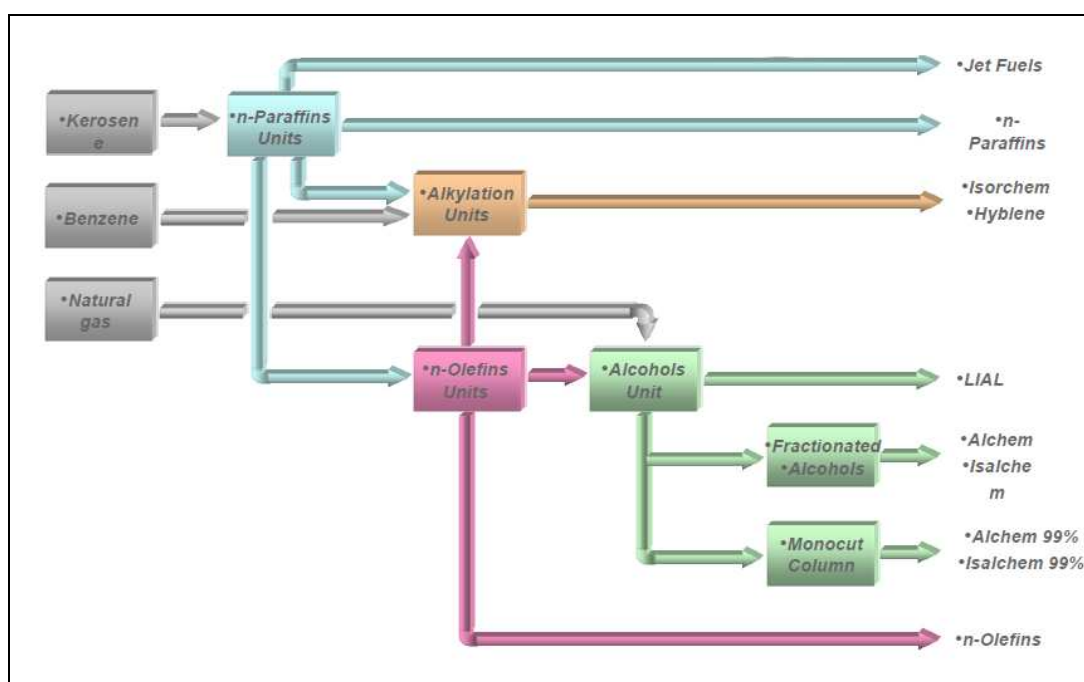 •Jet Fuels
•Kerosen
e
•n-Paraffins
Units
•n-
Paraffins
•Benzene
•Alkylation
Units
•Isorchem
•Hyblene
•Natural
gas
•n-Olefins
Units
•Alcohols
Unit
•LIAL
•Fractionated
•Alcohols
•Alchem
•Isalche
m
•Monocut
Column
•Alchem 99%
•Isalchem 99%
•n-Olefins